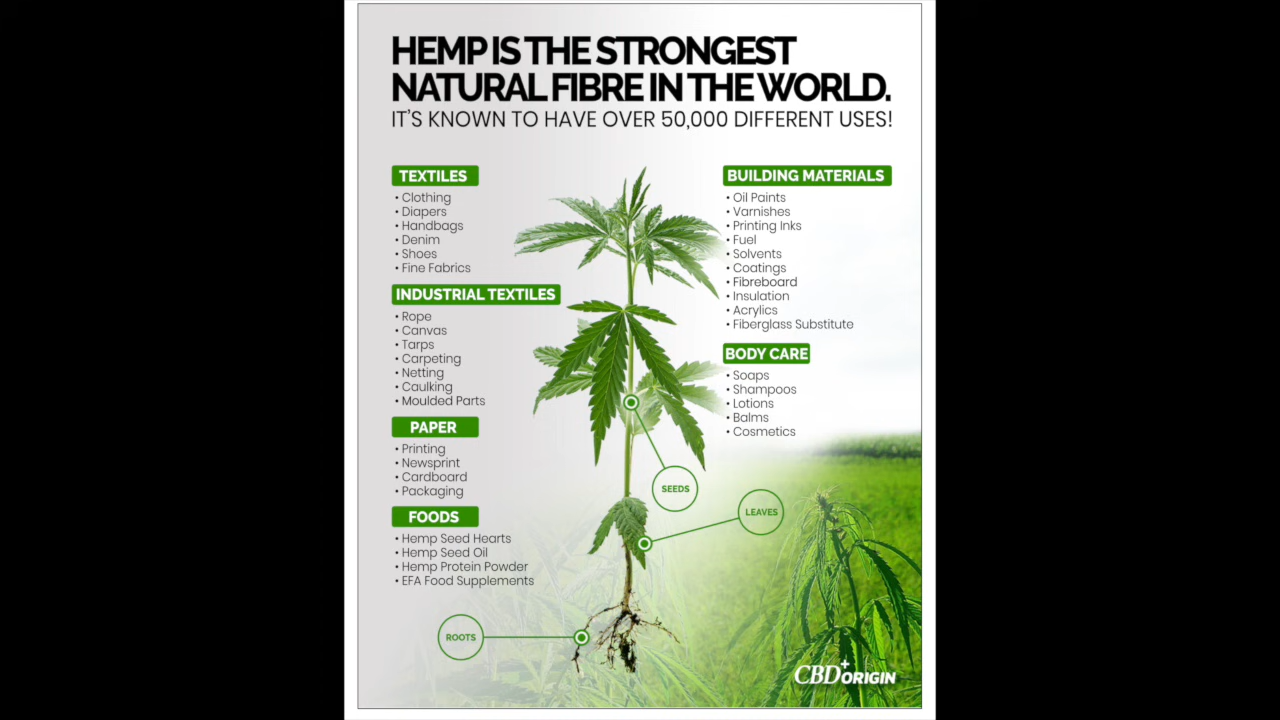 HEMP IS THE STRONGEST
NATURAL FIBRE IN THE WORLD.
IT'S KNOWN TO HAVE OVER 50,000 DIFFERENT USES!
TEXTILES
• Clothing
• Diapers
• Handbags
• Denim
• Shoes
• Fine Fabrics
INDUSTRIAL TEXTILES
• Rope
• Canvas
• Tarps
• Carpeting
• Netting
• Caulking
• Moulded Parts
PAPER
• Printing
• Newsprint
• Cardboard
• Packaging
FOODS
• Hemp Seed Hearts
• Hemp Seed Oil
• Hemp Protein Powder
• EFA Food Supplements
BUILDING MATERIALS
• Oil Paints
• Varnishes
• Printing Inks
• Fuel
• Solvents
• Coatings
• Fibreboard
• Insulation
• Acrylics
• Fiberglass Substitute
BODY CARE
• Soaps
• Shampoos
• Lotions
• Balms
• Cosmetics
SEEDS
LEAVES
ROOTS
CBD+ORIGIN